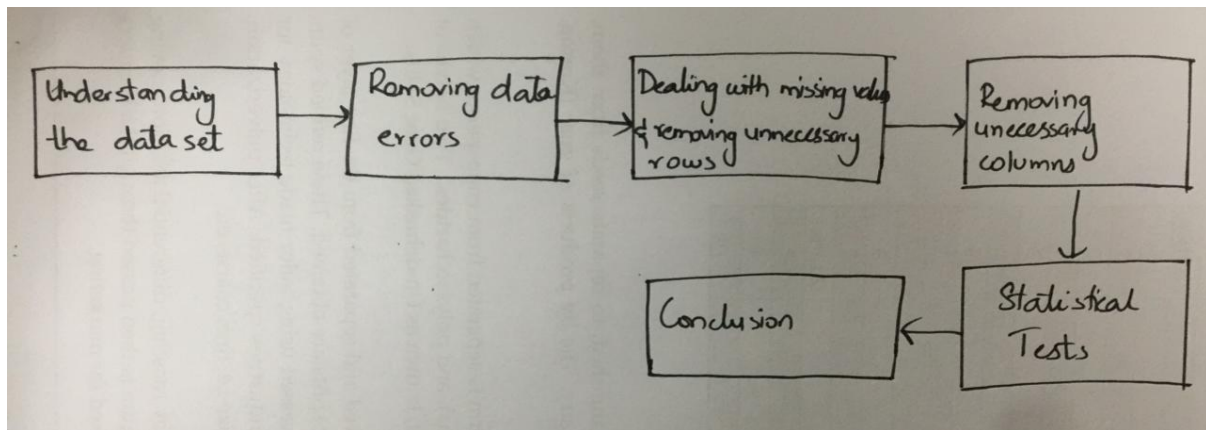 Understanding
the data set
Removing data
errors
Dealing with missing value
& removing unnecessary
rows
Removing
unecessary
columns
Statistical
Tests
Conclusion